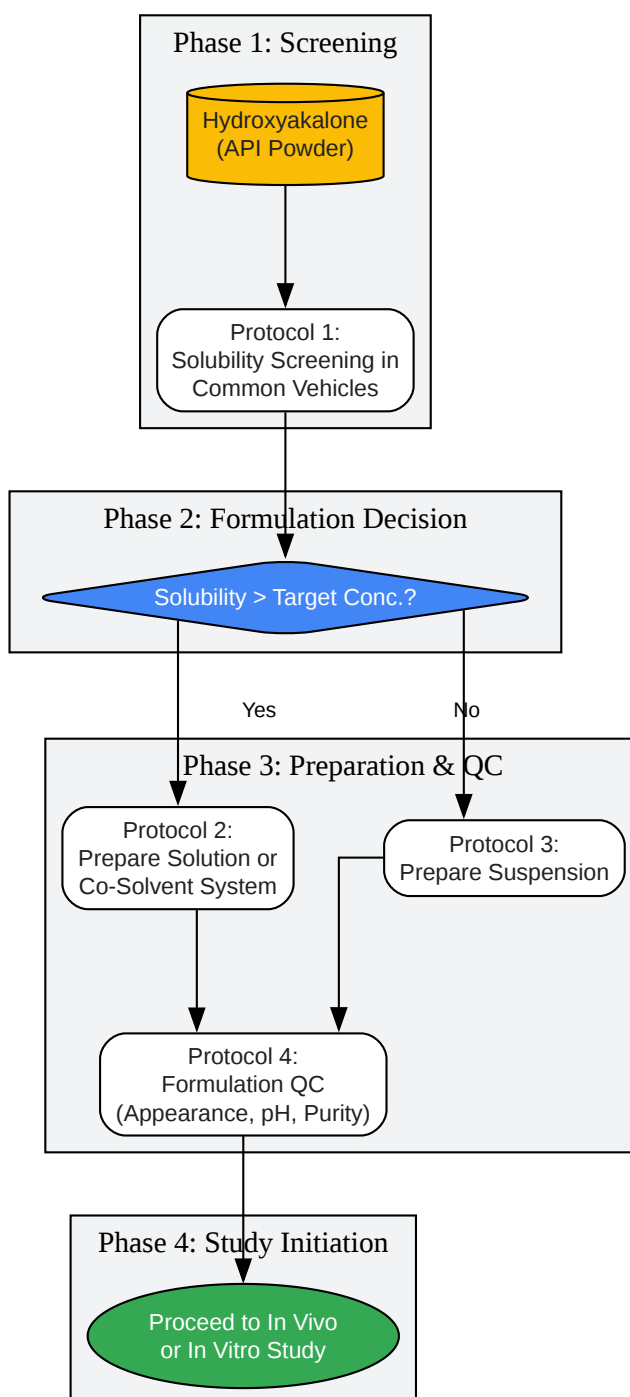 Phase 1: Screening
Hydroxyakalone
(API Powder)
Protocol 1:
Solubility Screening in
Common Vehicles
Phase 2: Formulation Decision
Solubility > Target Conc.?
Yes
No
Phase 3: Preparation & QC
Protocol 2:
Prepare Solution or
Co-Solvent System
Protocol 3:
Prepare Suspension
Protocol 4:
Formulation QC
(Appearance, pH, Purity)
Phase 4: Study Initiation
Proceed to In Vivo
or In Vitro Study